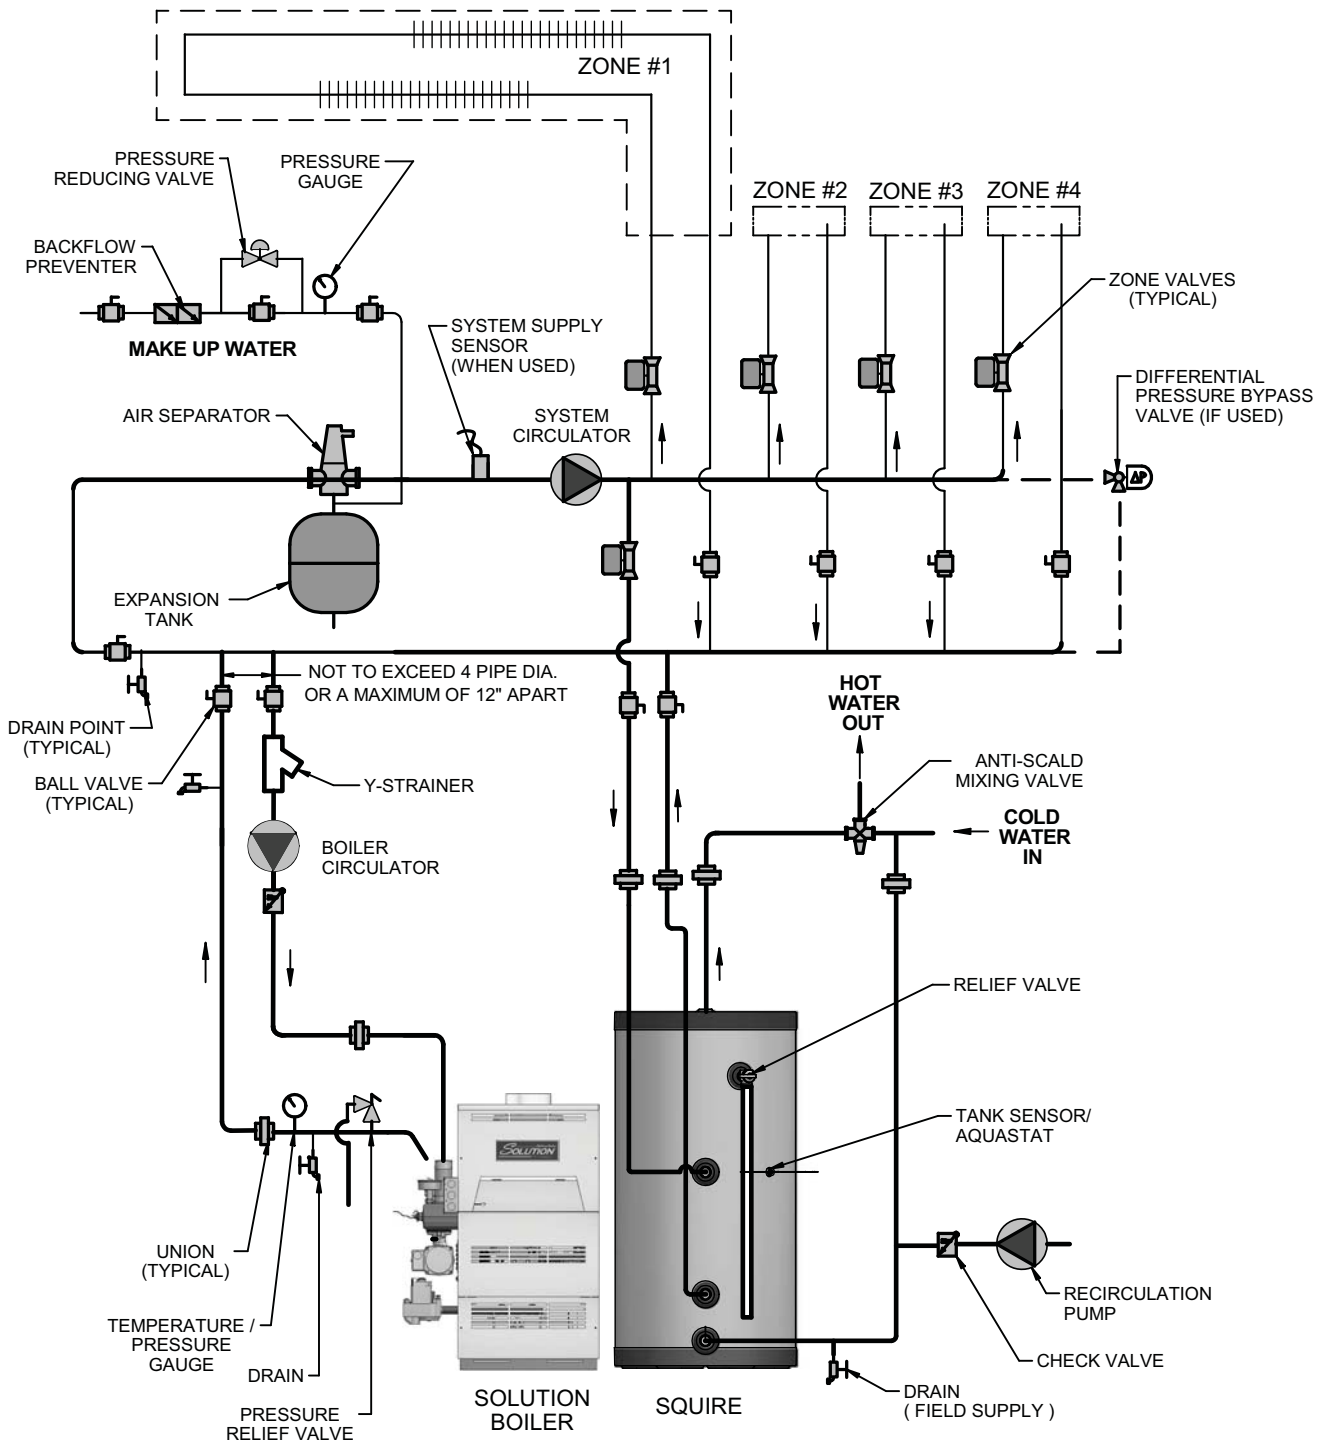 ZONE #1
PRESSURE
REDUCING VALVE
PRESSURE
GAUGE
ZONE #2
ZONE #3
ZONE #4
BACKFLOW
PREVENTER
ZONE VALVES
(TYPICAL)
MAKE UP WATER
SYSTEM SUPPLY
SENSOR
(WHEN USED)
DIFFERENTIAL
PRESSURE BYPASS
VALVE (IF USED)
AIR SEPARATOR
SYSTEM
CIRCULATOR
ΔP
EXPANSION
TANK
NOT TO EXCEED 4 PIPE DIA.
OR A MAXIMUM OF 12" APART
HOT
WATER
OUT
DRAIN POINT
(TYPICAL)
BALL VALVE
(TYPICAL)
Y-STRAINER
ANTI-SCALD
MIXING VALVE
COLD
WATER
IN
BOILER
CIRCULATOR
RELIEF VALVE
TANK SENSOR/
AQUASTAT
SOLUTION
UNION
(TYPICAL)
RECIRCULATION
PUMP
TEMPERATURE /
PRESSURE
GAUGE
DRAIN
CHECK VALVE
PRESSURE
RELIEF VALVE
SOLUTION
BOILER
SQUIRE
DRAIN
( FIELD SUPPLY )